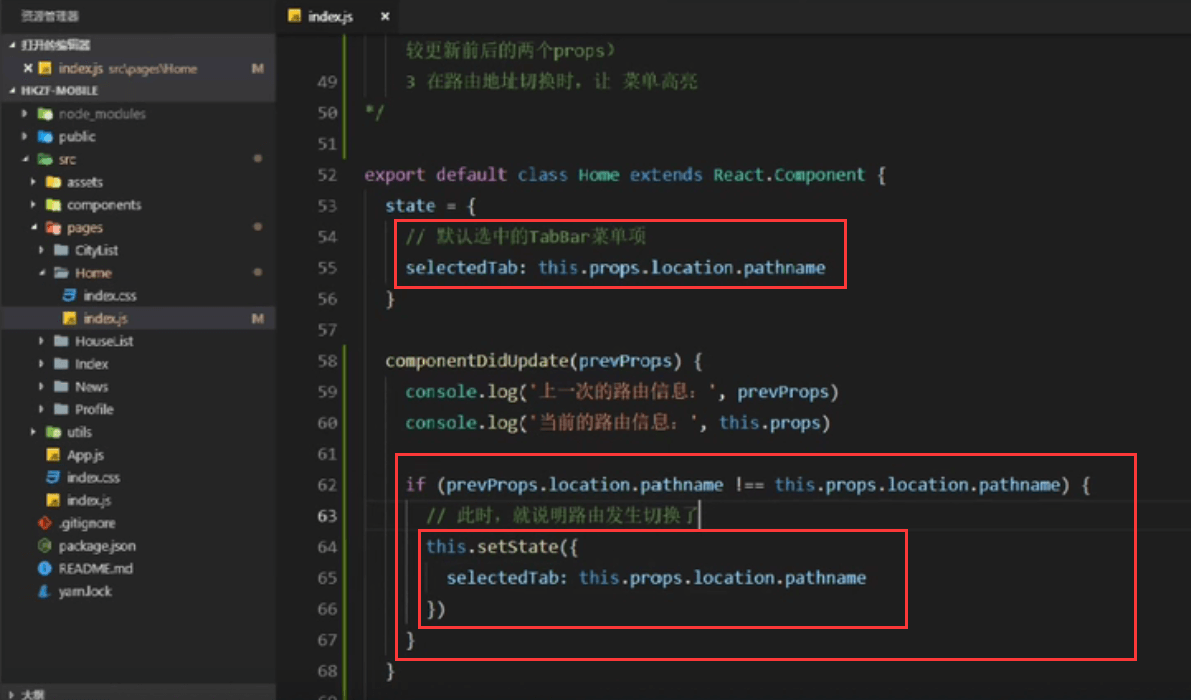 资源管理器
打开的编辑器
index.js src\pages\Home M
HKZF-MOBILE
node_modules
public
src
assets
components
pages
CityList
Home
index.css
index.js M
HouseList
Index
News
Profile
utils
App.js
index.css
index.js
.gitignore
package.json
README.md
yarn.lock
大纲
index.js
较更新前后的两个props)
49 3 在路由地址切换时，让 菜单高亮
50 */
51
52 export default class Home extends React.Component {
53 state = {
54 // 默认选中的TabBar菜单项
55 selectedTab: this.props.location.pathname
56 }
57
58 componentDidUpdate(prevProps) {
59 console.log('上一次的路由信息：', prevProps)
60 console.log('当前的路由信息：', this.props)
61
62 if (prevProps.location.pathname !== this.props.location.pathname) {
63 // 此时，就说明路由发生切换了
64 this.setState({
65 selectedTab: this.props.location.pathname
66 })
67 }
68 }